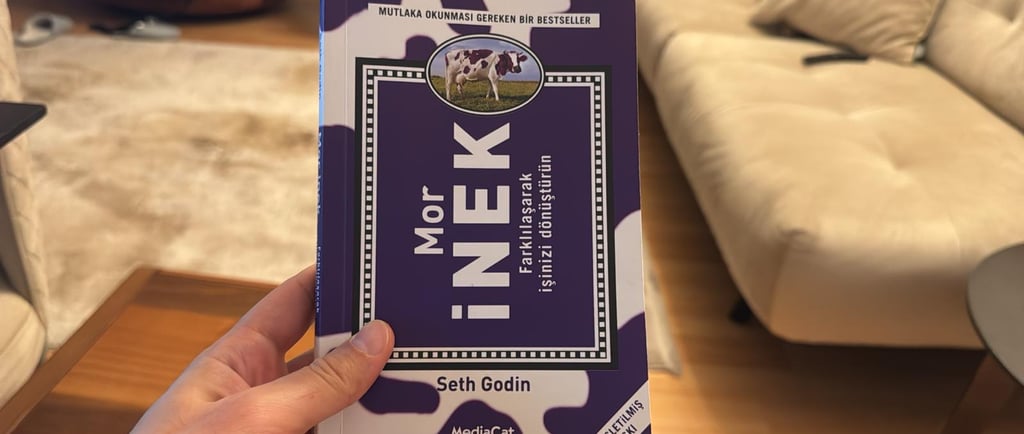 MUTLAKA OKUNMASI GEREKEN BİR BESTSELLER
Mor
İNEK
Farklılaşarak
işinizi dönüştürün
Seth Godin
MediaCat